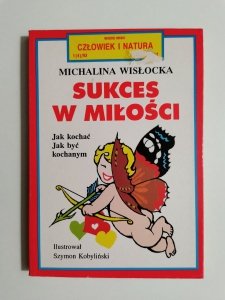 CZŁOWIEK I NATURA
MICHALINA WISŁOCKA
SUKCES
W MIŁOŚCI
Jak kochać
Jak być
kochanym
Ilustrował
Szymon Kobyliński